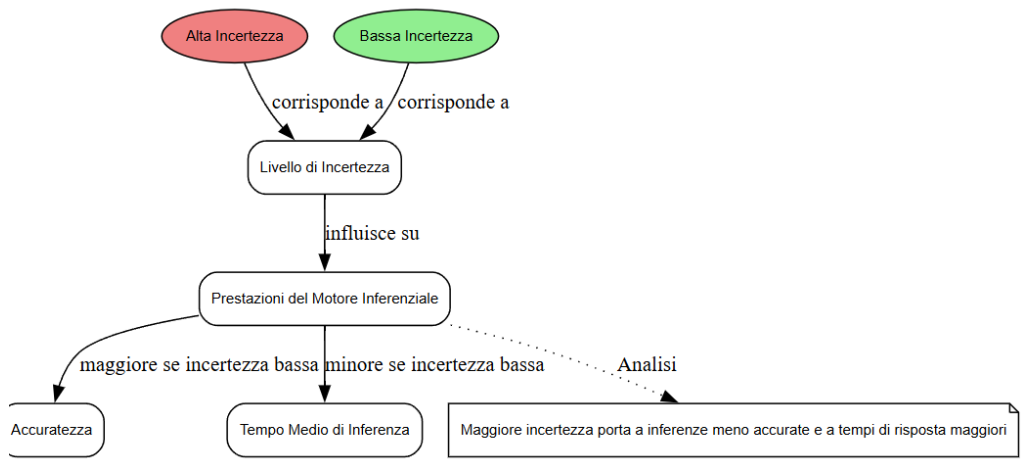 Alta Incertezza
Bassa Incertezza
corrisponde a
corrisponde a
Livello di Incertezza
influisce su
Prestazioni del Motore Inferenziale
maggiore se incertezza bassa
minore se incertezza bassa
Analisi
Accuratezza
Tempo Medio di Inferenza
Maggiore incertezza porta a inferenze meno accurate e a tempi di risposta maggiori